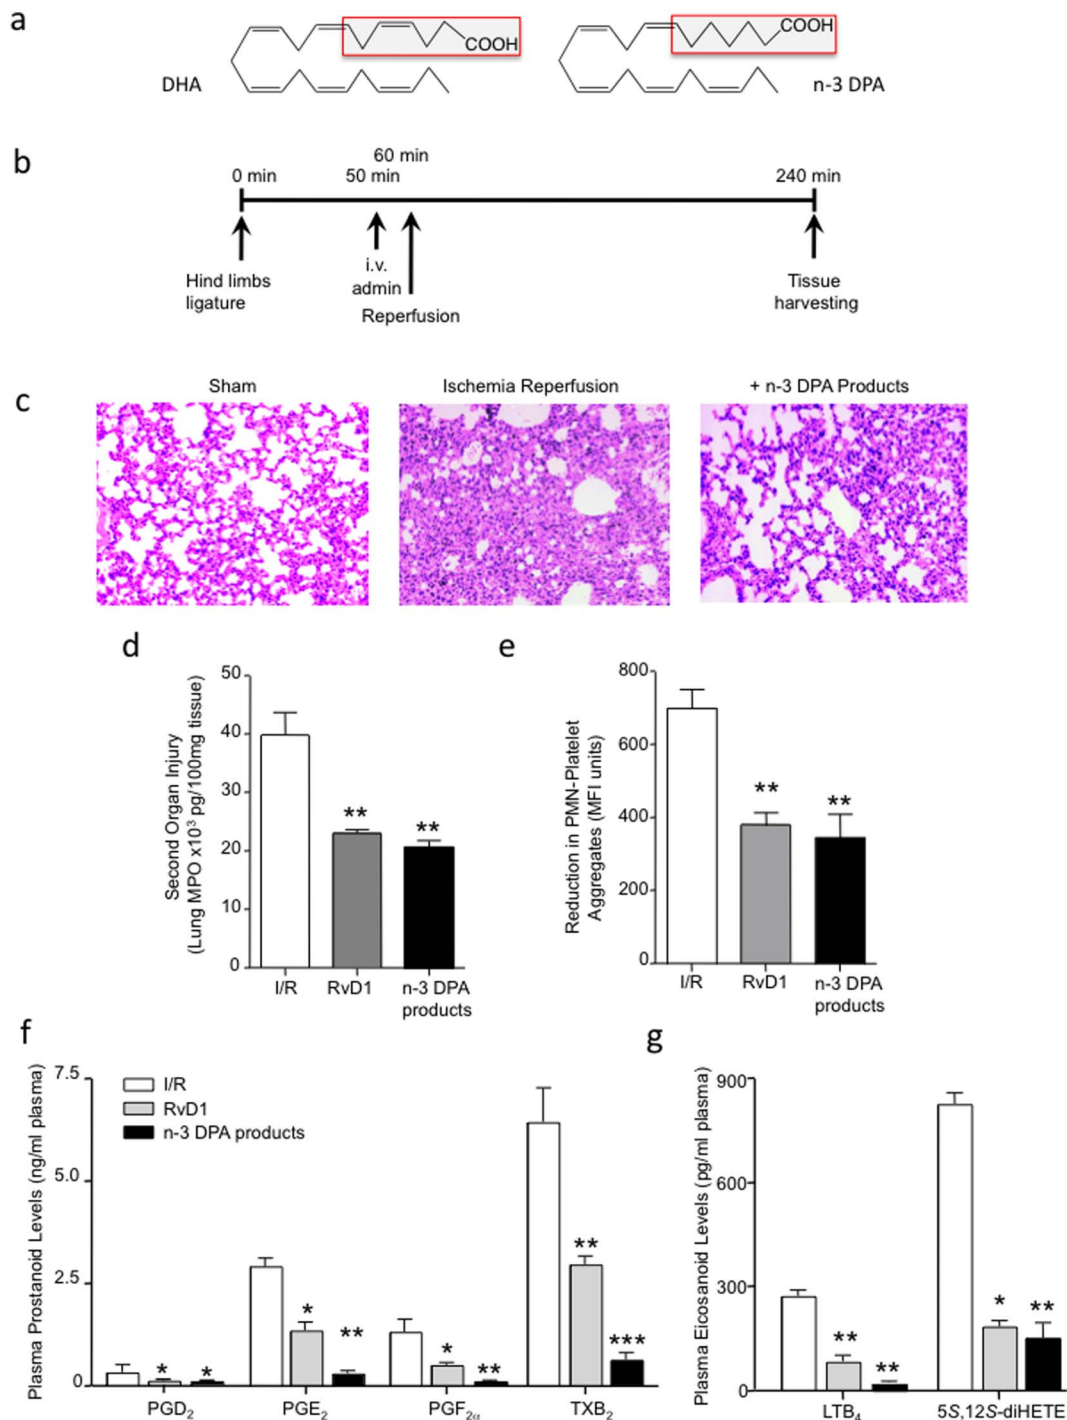 a
COOH
DHA
COOH
n-3 DPA
b
60 min
0 min
50 min
240 min
Hind limbs
ligature
i.v.
admin
Reperfusion
Tissue
harvesting
c
Sham
Ischemia Reperfusion
+ n-3 DPA Products
d
Second Organ Injury
(Lung MPO x10³ pg/100mg tissue)
50
40
30
20
10
0
**
**
I/R
RvD1
n-3 DPA
products
e
Reduction in PMN-Platelet
Aggregates (MFI units)
800
600
400
200
0
**
**
I/R
RvD1
n-3 DPA
products
f
Plasma Prostanoid Levels (ng/ml plasma)
7.5
5.0
2.5
0
I/R
RvD1
n-3 DPA products
*
*
*
**
*
**
**
***
PGD₂
PGE₂
PGF₂α
TXB₂
g
Plasma Eicosanoid Levels (pg/ml plasma)
900
600
300
0
**
**
*
**
LTB₄
5S,12S-diHETE